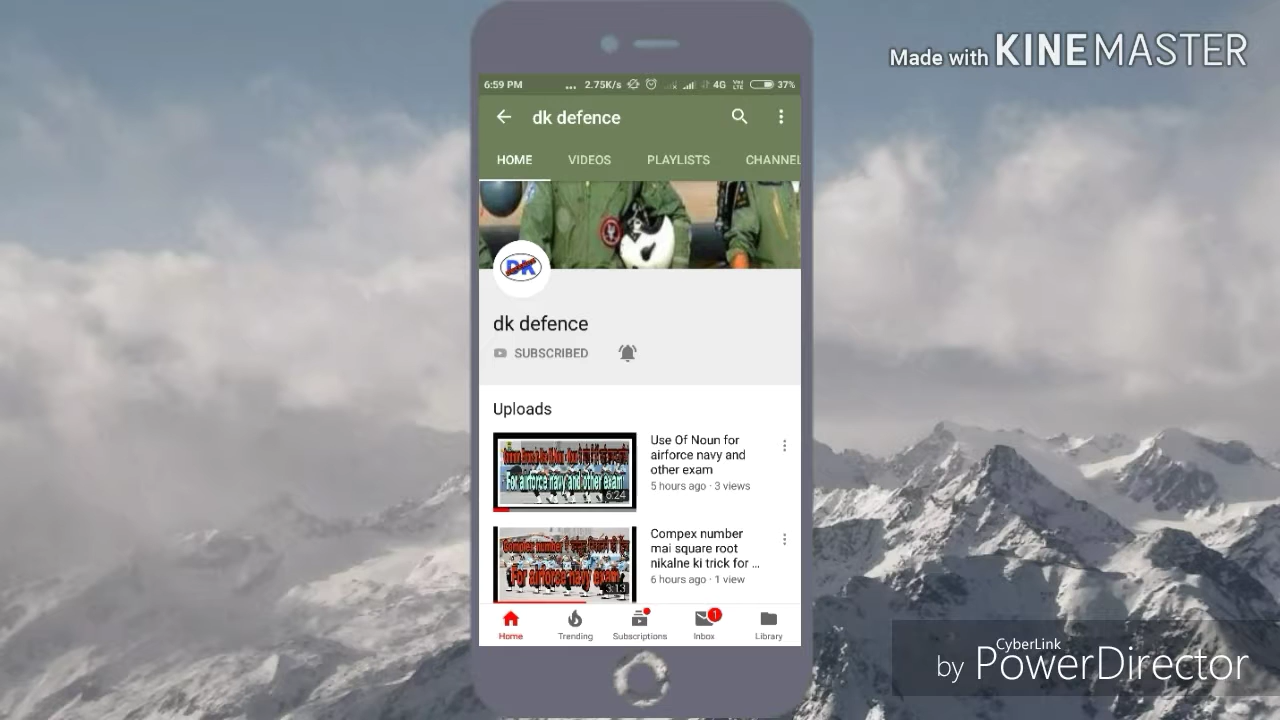 Made with KINEMASTER
6:59 PM ... 2.75K/s 4G VoLTE 37%
dk defence
HOME VIDEOS PLAYLISTS CHANNEL
DK
dk defence
SUBSCRIBED
Uploads
For airforce navy and other exam
6:24
Use Of Noun for
airforce navy and
other exam
5 hours ago · 3 views
Complex number
For airforce navy exam
3:13
Compex number
mai square root
nikalne ki trick for ...
6 hours ago · 1 view
Home Trending Subscriptions Inbox 1 Library
by CyberLink PowerDirector